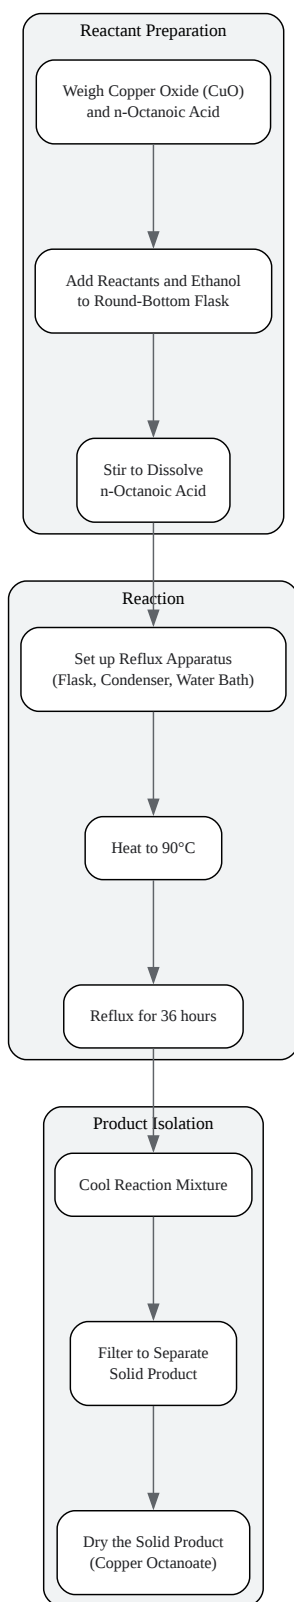 Reactant Preparation
Weigh Copper Oxide (CuO)
and n-Octanoic Acid
Add Reactants and Ethanol
to Round-Bottom Flask
Stir to Dissolve
n-Octanoic Acid
Reaction
Set up Reflux Apparatus
(Flask, Condenser, Water Bath)
Heat to 90°C
Reflux for 36 hours
Product Isolation
Cool Reaction Mixture
Filter to Separate
Solid Product
Dry the Solid Product
(Copper Octanoate)